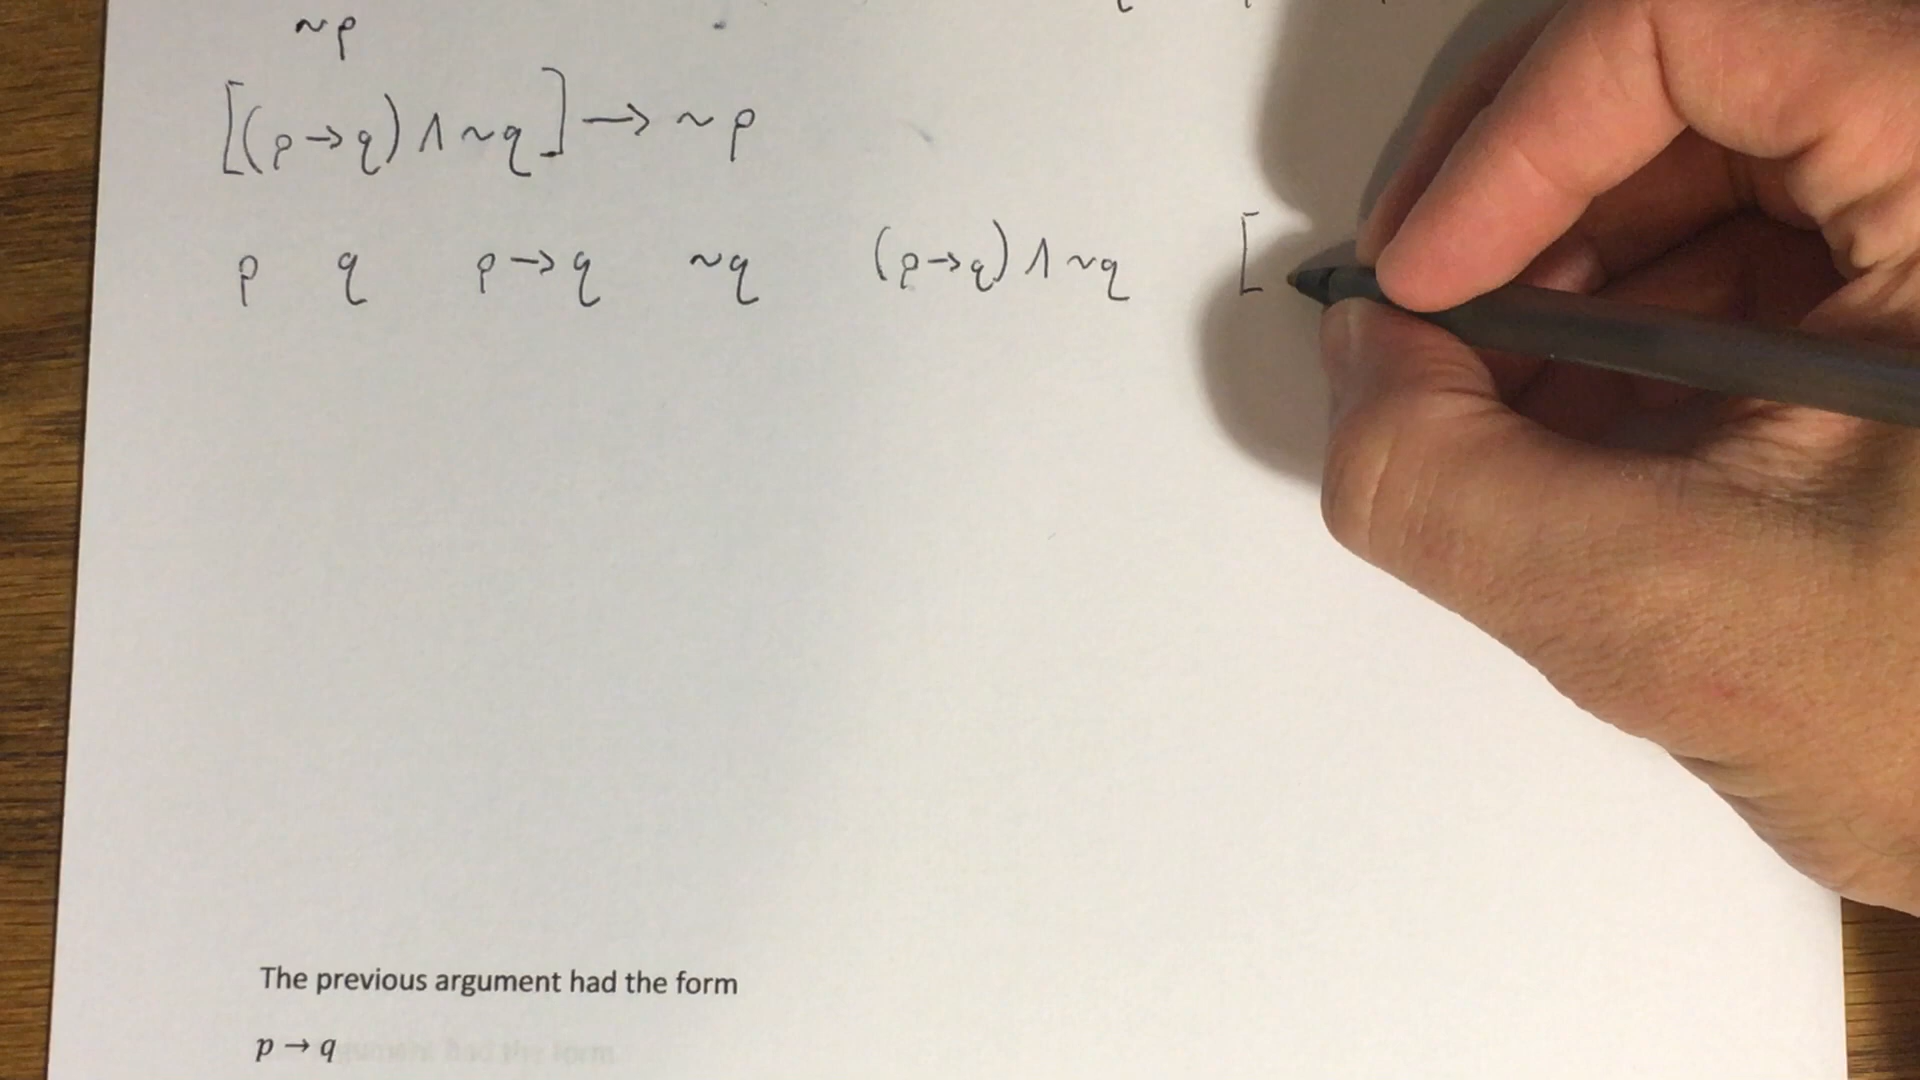 ~p
[(p→q)∧~q]→~p
p q p→q ~q (p→q)∧~q [
The previous argument had the form
p → q